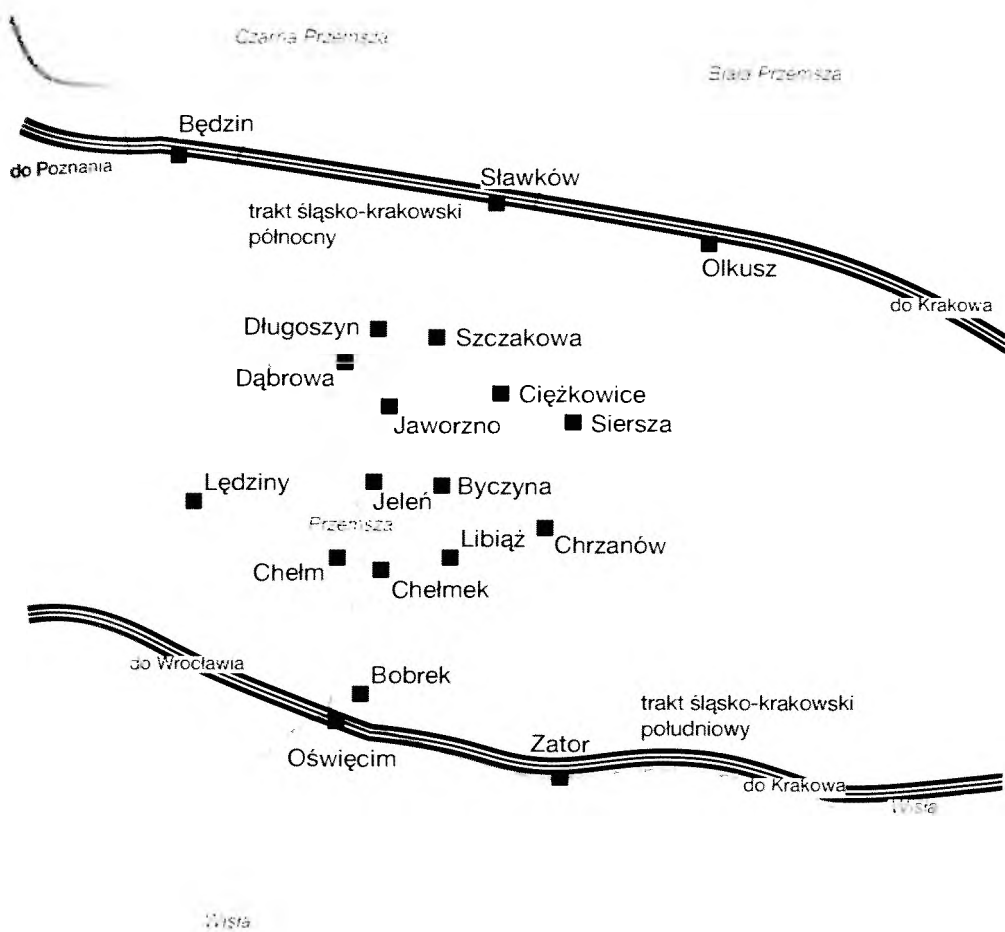 Czarna Przemsza
Biała Przemsza
Będzin
do Poznania
Sławków
trakt śląsko-krakowski
północny
Olkusz
do Krakowa
Długoszyn
Szczakowa
Dąbrowa
Ciężkowice
Jaworzno
Siersza
Lędziny
Jeleń
Byczyna
Przemsza
Libiąż
Chrzanów
Chełm
Chełmek
do Wrocławia
Bobrek
trakt śląsko-krakowski
południowy
Oświęcim
Zator
do Krakowa
Wisła
Wisła